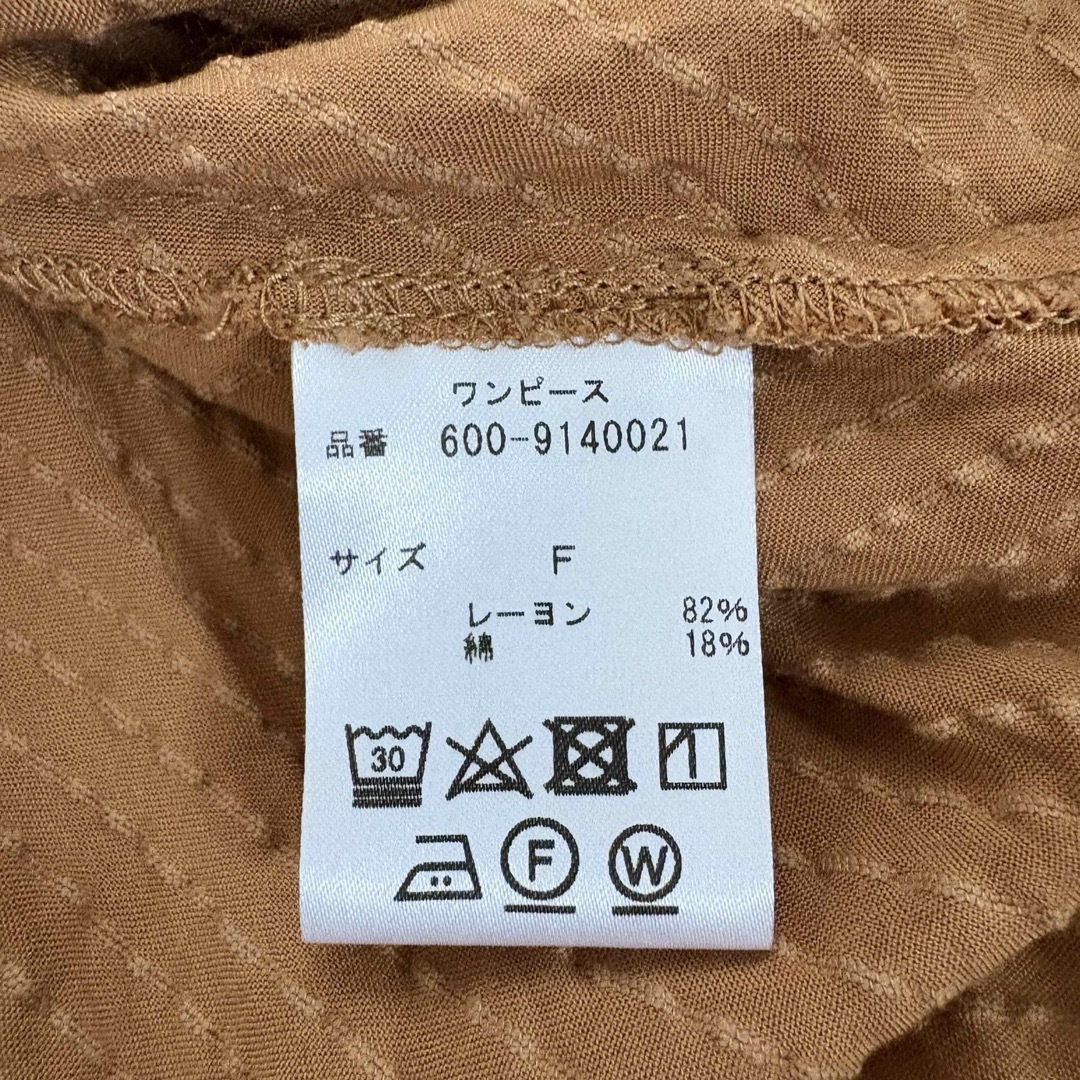 ワンピース
品番 600-9140021
サイズ F
レーヨン 82%
綿 18%
30
F W